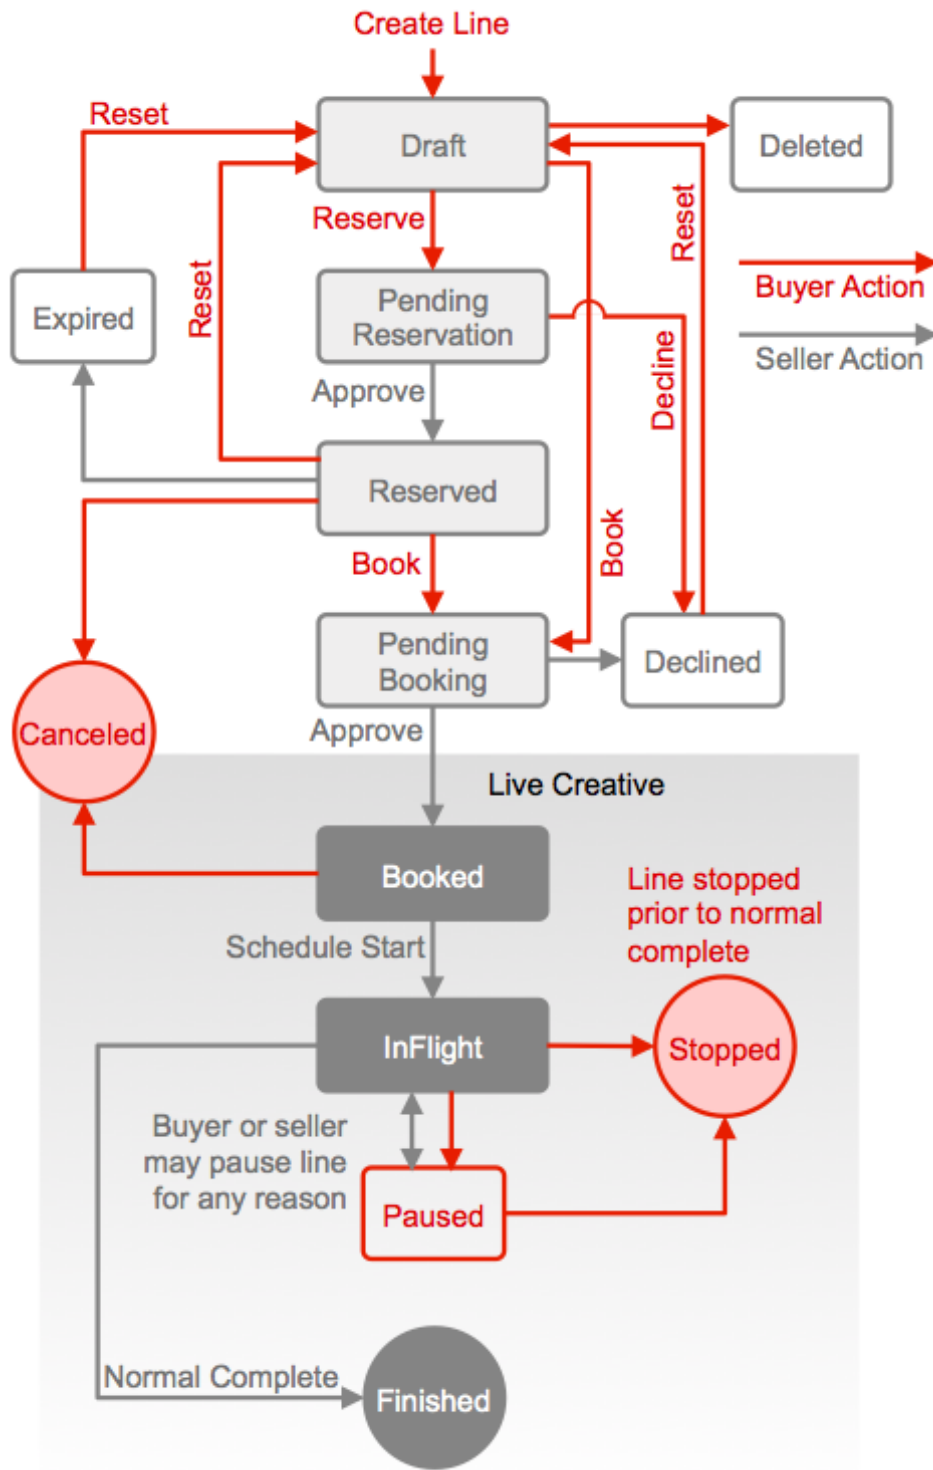 Create Line
Reset
Draft
Deleted
Reserve
Reset
Reset
Buyer Action
Expired
Pending
Reservation
Seller Action
Approve
Decline
Reserved
Book
Book
Pending
Booking
Declined
Canceled
Approve
Live Creative
Booked
Line stopped
prior to normal
complete
Schedule Start
InFlight
Stopped
Buyer or seller
may pause line
for any reason
Paused
Normal Complete
Finished